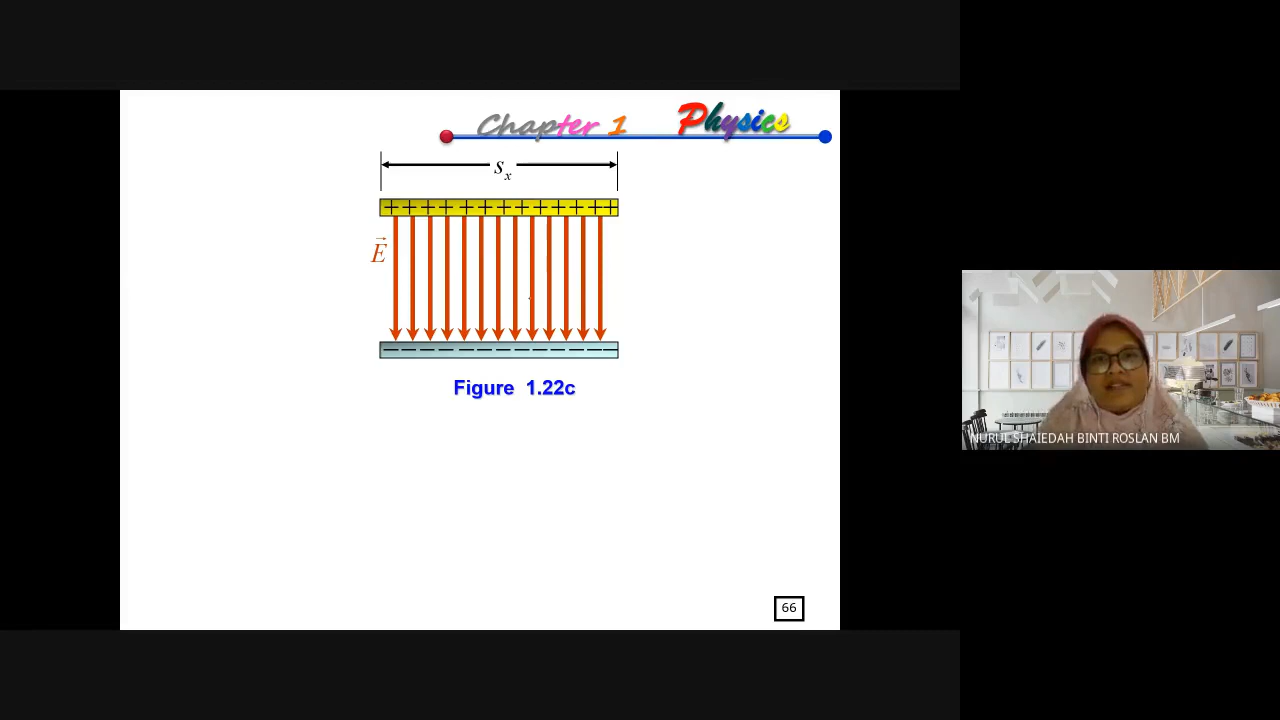 Chapter 1 Physics
s_x
+ + + + + + + + + + + + +
E
− − − − − − − − − − − − − − −
Figure 1.22c
NURUL SHAIEDAH BINTI ROSLAN BM
66